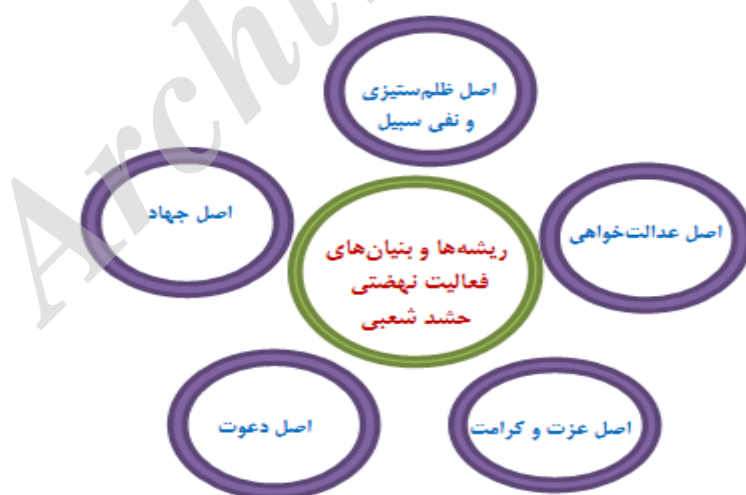 اصل ظلم‌ستیزی
و نفی سبیل
اصل عدالت‌خواهی
اصل جهاد
ریشه‌ها و بنیان‌های
فعالیت نهضتی
حشد شعبی
اصل عزت و کرامت
اصل دعوت